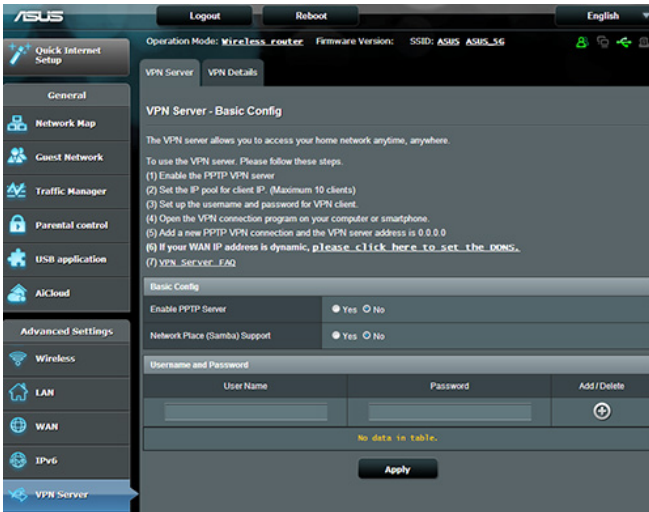 ASUS
Logout
Reboot
English
Quick Internet
Setup
Operation Mode: Wireless router Firmware Version: SSID: ASUS ASUS_5G
VPN Server
VPN Details
General
Network Map
Guest Network
Traffic Manager
Parental control
USB application
AiCloud
Advanced Settings
Wireless
LAN
WAN
IPv6
VPN Server
VPN Server - Basic Config
The VPN server allows you to access your home network anytime, anywhere.
To use the VPN server. Please follow these steps.
(1) Enable the PPTP VPN server
(2) Set the IP pool for client IP. (Maximum 10 clients)
(3) Set up the username and password for VPN client.
(4) Open the VPN connection program on your computer or smartphone.
(5) Add a new PPTP VPN connection and the VPN server address is 0.0.0.0
(6) If your WAN IP address is dynamic, please click here to set the DDNS.
(7) VPN Server FAQ
Basic Config
Enable PPTP Server
Yes No
Network Place (Samba) Support
Yes No
Username and Password
User Name
Password
Add / Delete
No data in table.
Apply